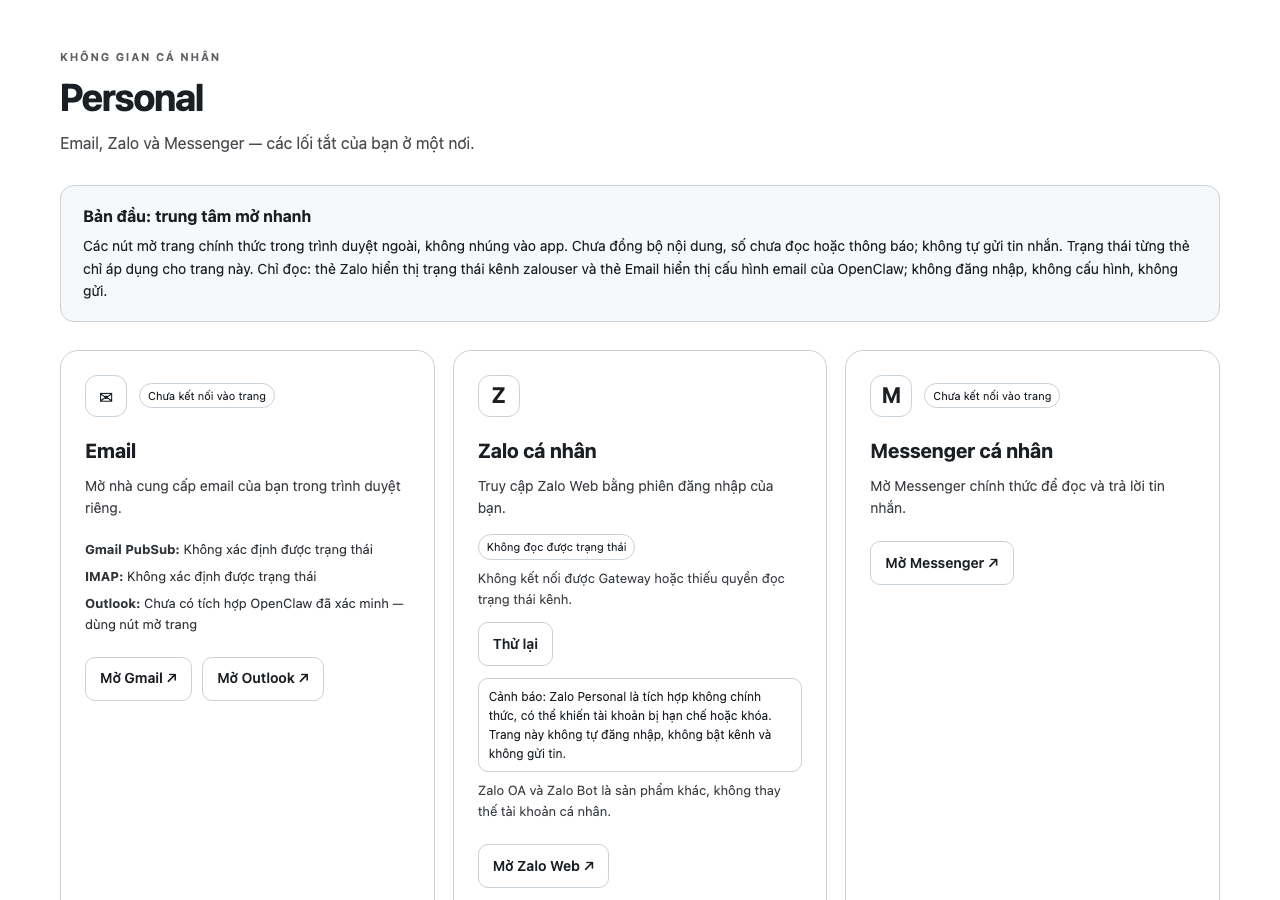 KHÔNG GIAN CÁ NHÂN
Personal
Email, Zalo và Messenger — các lối tắt của bạn ở một nơi.
Bản đầu: trung tâm mở nhanh
Các nút mở trang chính thức trong trình duyệt ngoài, không nhúng vào app. Chưa đồng bộ nội dung, số chưa đọc hoặc thông báo; không tự gửi tin nhắn. Trạng thái từng thẻ
chỉ áp dụng cho trang này. Chỉ đọc: thẻ Zalo hiển thị trạng thái kênh zalouser và thẻ Email hiển thị cấu hình email của OpenClaw; không đăng nhập, không cấu hình, không
gửi.
✉ Chưa kết nối vào trang
Email
Mở nhà cung cấp email của bạn trong trình duyệt
riêng.
Gmail PubSub: Không xác định được trạng thái
IMAP: Không xác định được trạng thái
Outlook: Chưa có tích hợp OpenClaw đã xác minh —
dùng nút mở trang
Mở Gmail ↗ Mở Outlook ↗
Z
Zalo cá nhân
Truy cập Zalo Web bằng phiên đăng nhập của
bạn.
Không đọc được trạng thái
Không kết nối được Gateway hoặc thiếu quyền đọc
trạng thái kênh.
Thử lại
Cảnh báo: Zalo Personal là tích hợp không chính
thức, có thể khiến tài khoản bị hạn chế hoặc khóa.
Trang này không tự đăng nhập, không bật kênh và
không gửi tin.
Zalo OA và Zalo Bot là sản phẩm khác, không thay
thế tài khoản cá nhân.
Mở Zalo Web ↗
M Chưa kết nối vào trang
Messenger cá nhân
Mở Messenger chính thức để đọc và trả lời tin
nhắn.
Mở Messenger ↗